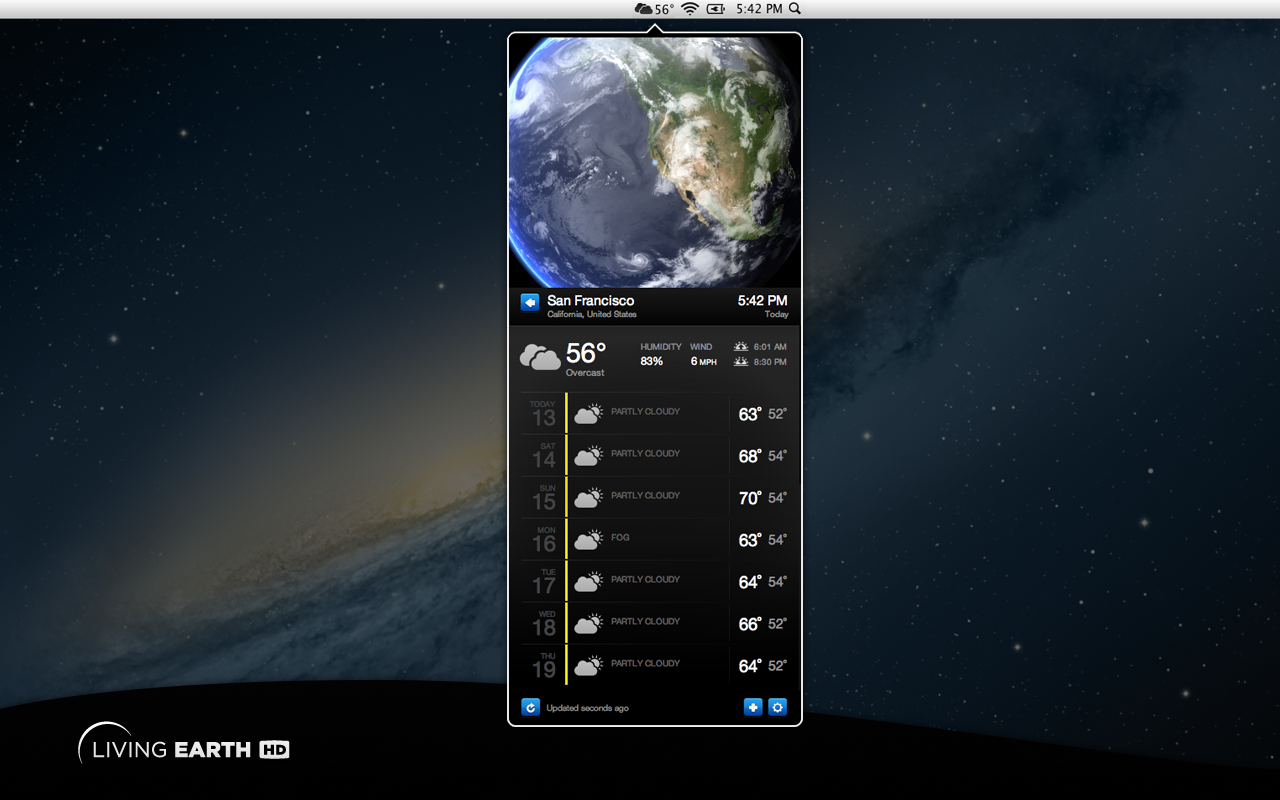 56° 5:42 PM
San Francisco 5:42 PM
California, United States Today
56° HUMIDITY WIND 6:01 AM
Overcast 83% 6 MPH 8:30 PM
TODAY 13 PARTLY CLOUDY 63° 52°
SAT 14 PARTLY CLOUDY 68° 54°
SUN 15 PARTLY CLOUDY 70° 54°
MON 16 FOG 63° 54°
TUE 17 PARTLY CLOUDY 64° 54°
WED 18 PARTLY CLOUDY 66° 52°
THU 19 PARTLY CLOUDY 64° 52°
Updated seconds ago
LIVING EARTH HD